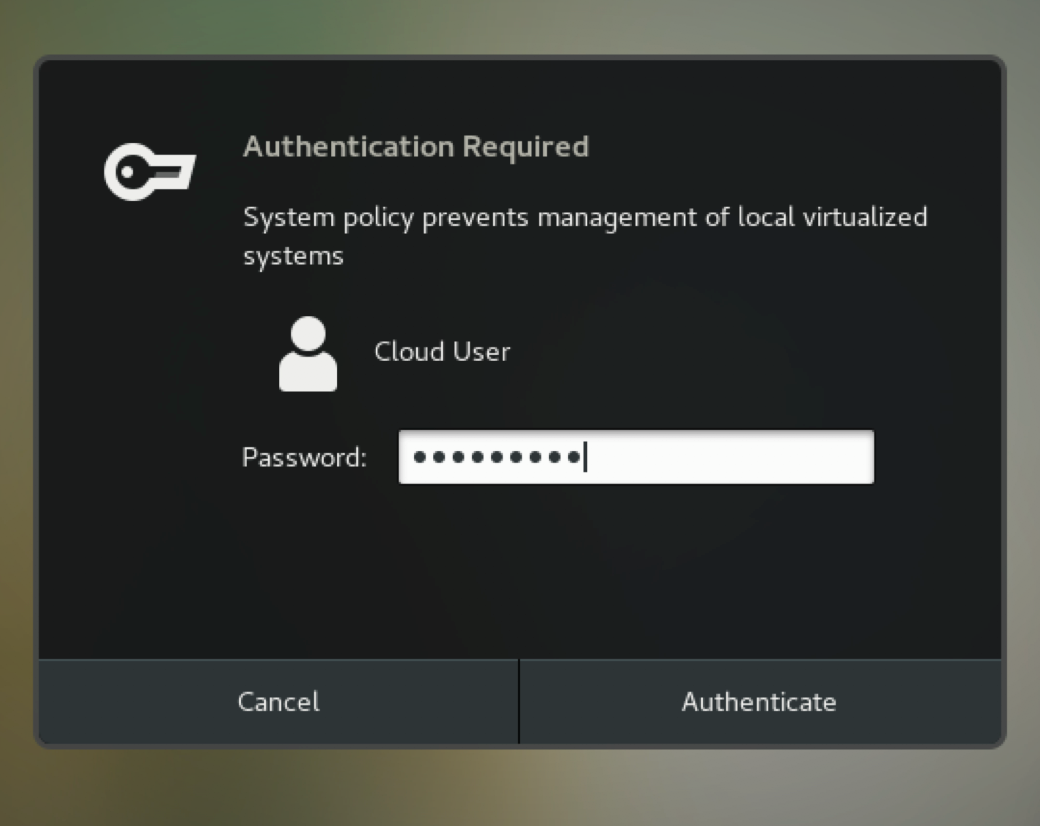 Authentication Required
System policy prevents management of local virtualized
systems
Cloud User
Password: •••••••••
Cancel
Authenticate